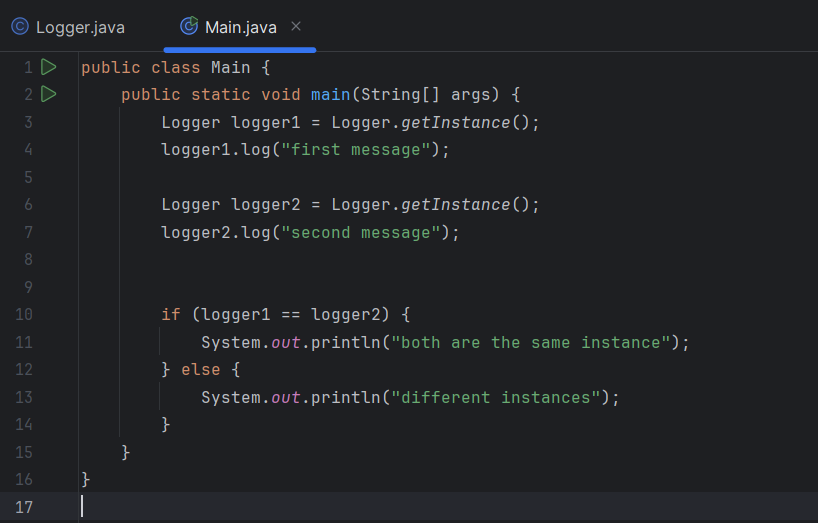 Logger.java Main.java
1 public class Main {
2     public static void main(String[] args) {
3         Logger logger1 = Logger.getInstance();
4         logger1.log("first message");
5
6         Logger logger2 = Logger.getInstance();
7         logger2.log("second message");
8
9
10         if (logger1 == logger2) {
11             System.out.println("both are the same instance");
12         } else {
13             System.out.println("different instances");
14         }
15     }
16 }
17